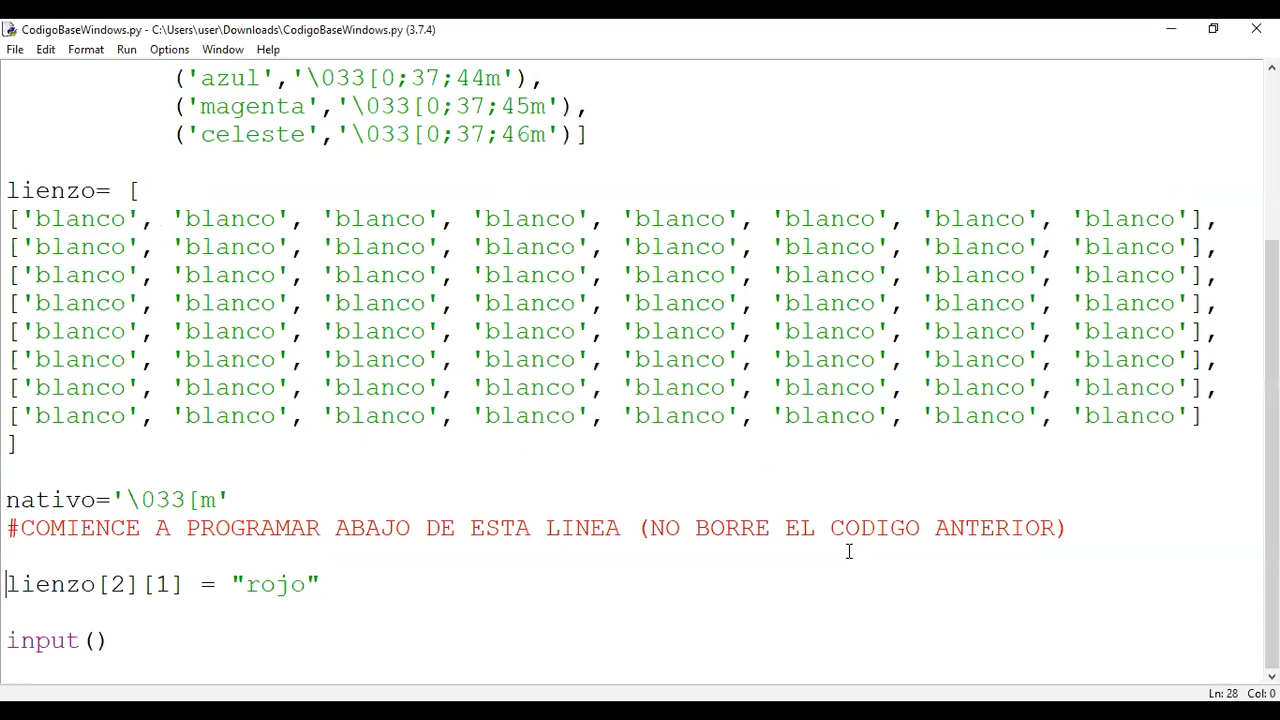 CodigoBaseWindows.py - C:\Users\user\Downloads\CodigoBaseWindows.py (3.7.4)
File Edit Format Run Options Window Help
('azul','\033[0;37;44m'),
('magenta','\033[0;37;45m'),
('celeste','\033[0;37;46m')]
lienzo= [
['blanco', 'blanco', 'blanco', 'blanco', 'blanco', 'blanco', 'blanco', 'blanco'],
['blanco', 'blanco', 'blanco', 'blanco', 'blanco', 'blanco', 'blanco', 'blanco'],
['blanco', 'blanco', 'blanco', 'blanco', 'blanco', 'blanco', 'blanco', 'blanco'],
['blanco', 'blanco', 'blanco', 'blanco', 'blanco', 'blanco', 'blanco', 'blanco'],
['blanco', 'blanco', 'blanco', 'blanco', 'blanco', 'blanco', 'blanco', 'blanco'],
['blanco', 'blanco', 'blanco', 'blanco', 'blanco', 'blanco', 'blanco', 'blanco'],
['blanco', 'blanco', 'blanco', 'blanco', 'blanco', 'blanco', 'blanco', 'blanco'],
['blanco', 'blanco', 'blanco', 'blanco', 'blanco', 'blanco', 'blanco', 'blanco']
]
nativo='\033[m'
#COMIENCE A PROGRAMAR ABAJO DE ESTA LINEA (NO BORRE EL CODIGO ANTERIOR)
lienzo[2][1] = "rojo"
input()
Ln: 28 Col: 0